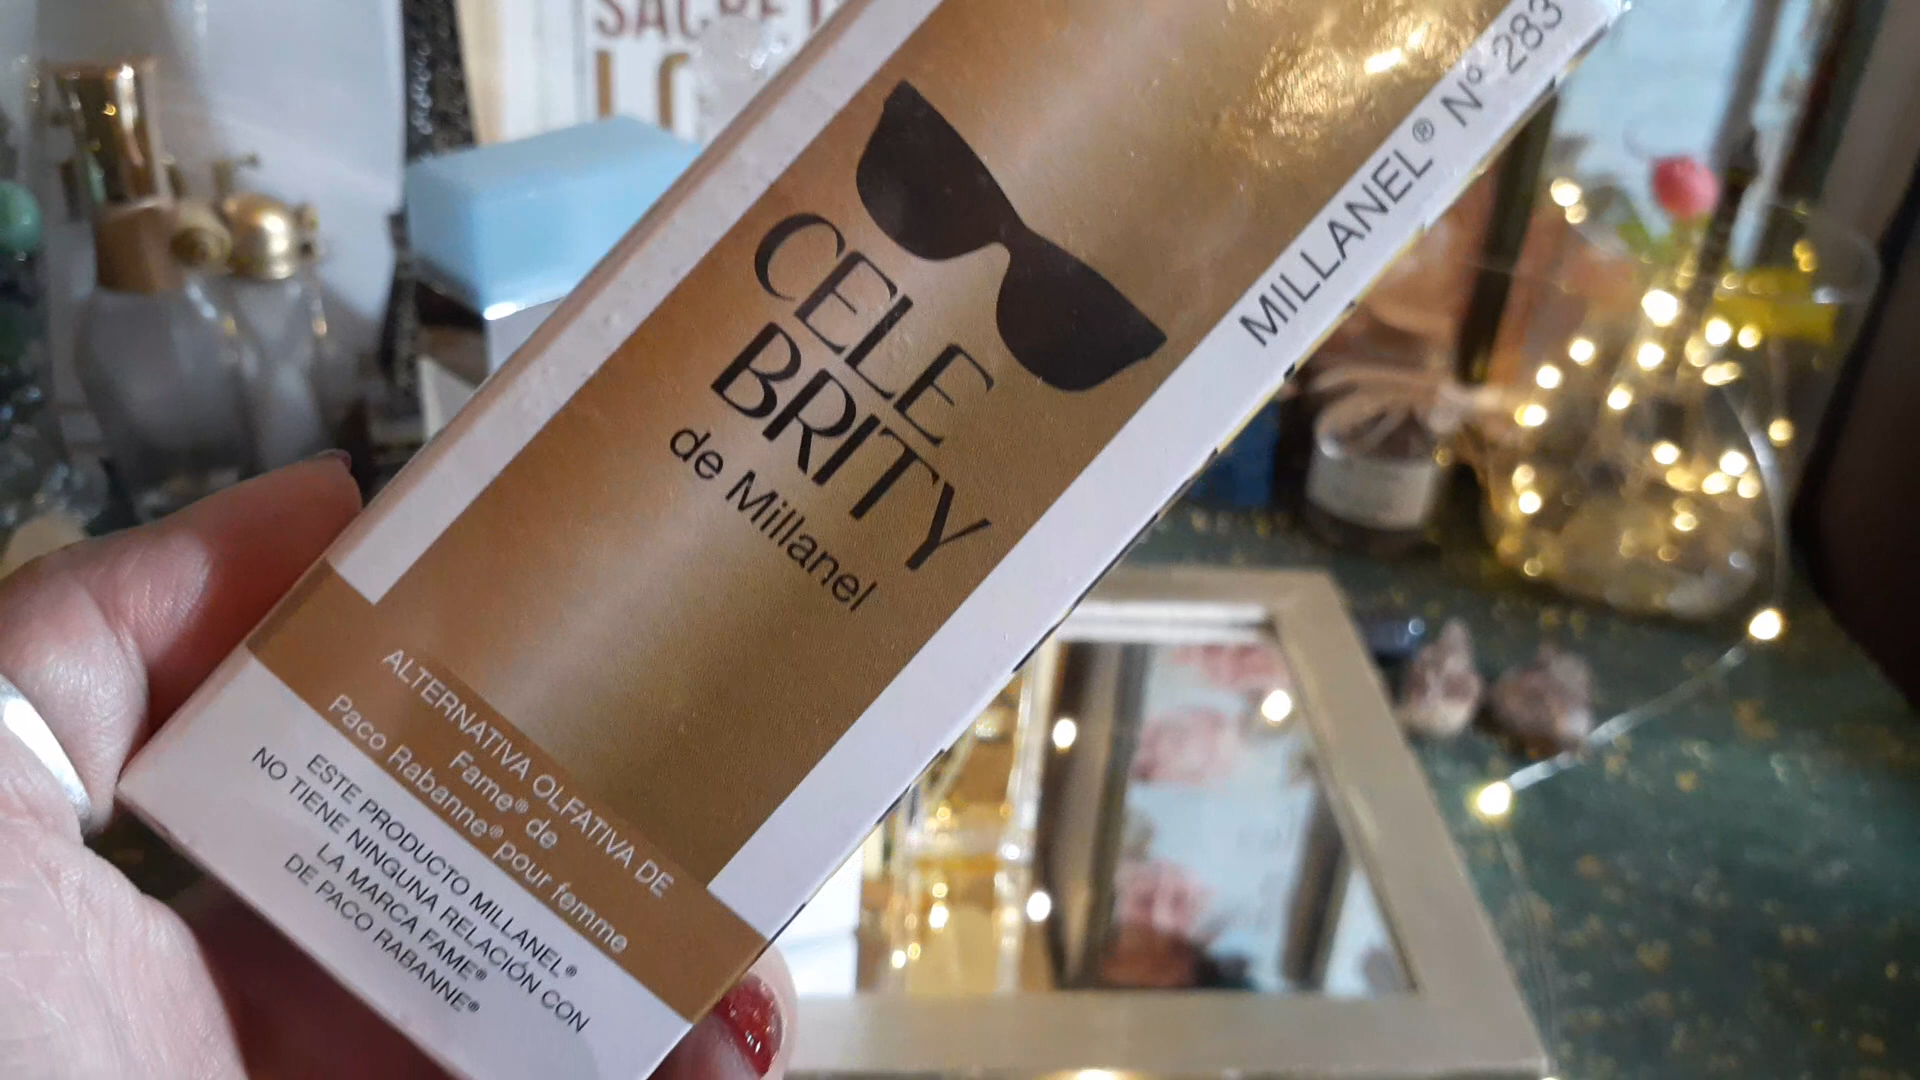 CELE
BRITY
de Millanel
MILLANEL® Nº 283
ALTERNATIVA OLFATIVA DE
Fame® de
Paco Rabanne® pour femme
ESTE PRODUCTO MILLANEL®
NO TIENE NINGUNA RELACIÓN CON
LA MARCA FAME®
DE PACO RABANNE®